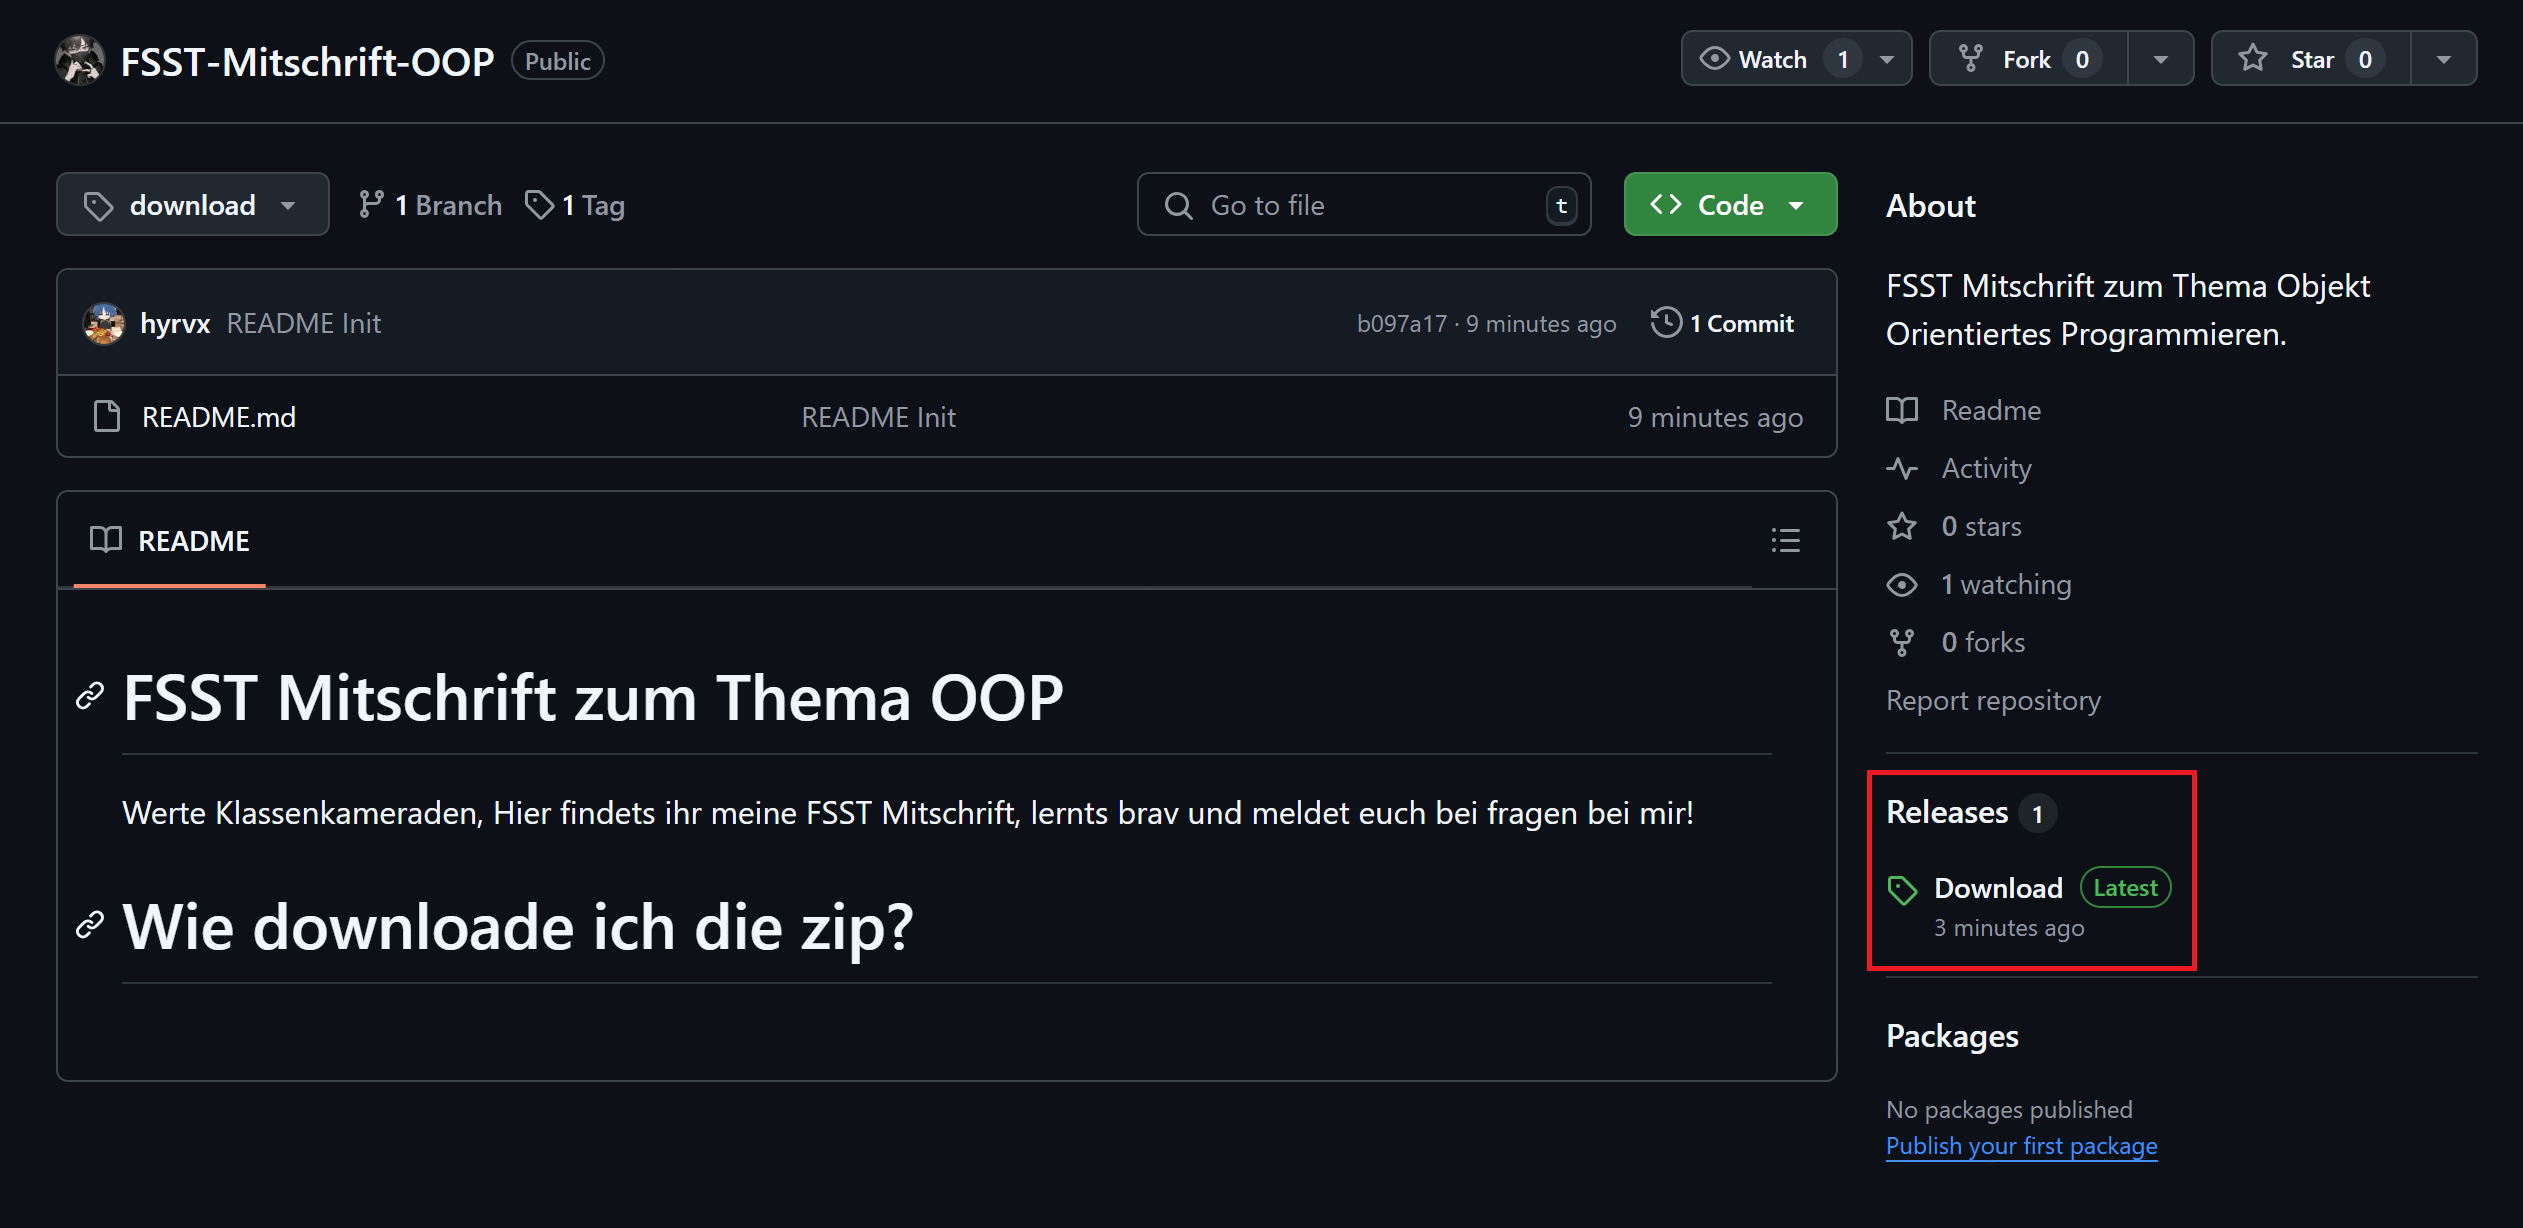 FSST-Mitschrift-OOP Public
Watch 1 Fork 0 Star 0
download 1 Branch 1 Tag Go to file t Code
hyrvx README Init b097a17 · 9 minutes ago 1 Commit
README.md README Init 9 minutes ago
README
FSST Mitschrift zum Thema OOP
Werte Klassenkameraden, Hier findets ihr meine FSST Mitschrift, lernts brav und meldet euch bei fragen bei mir!
Wie downloade ich die zip?
About
FSST Mitschrift zum Thema Objekt
Orientiertes Programmieren.
Readme
Activity
0 stars
1 watching
0 forks
Report repository
Releases 1
Download Latest
3 minutes ago
Packages
No packages published
Publish your first package